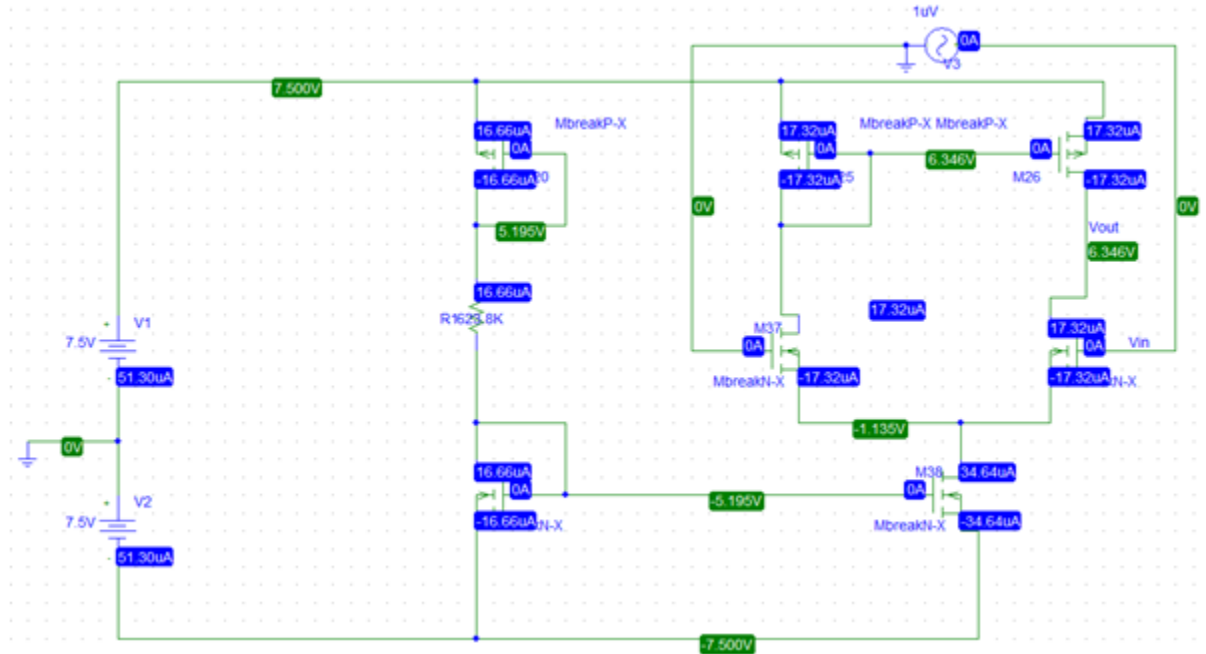 1uV
0A
V3
7.500V
16.66uA
MbreakP-X
17.32uA
MbreakP-X MbreakP-X
17.32uA
0A
0A
6.346V
0A
-16.66uA
-17.32uA
M26
-17.32uA
0V
0V
5.195V
Vout
6.346V
16.66uA
17.32uA
V1
7.5V
M37
17.32uA
Vin
0A
0A
51.30uA
MbreakN-X
-17.32uA
-17.32uA
-1.135V
0V
16.66uA
M38
34.64uA
0A
0A
V2
-5.195V
7.5V
-16.66uA
MbreakN-X
-34.64uA
51.30uA
-7.500V